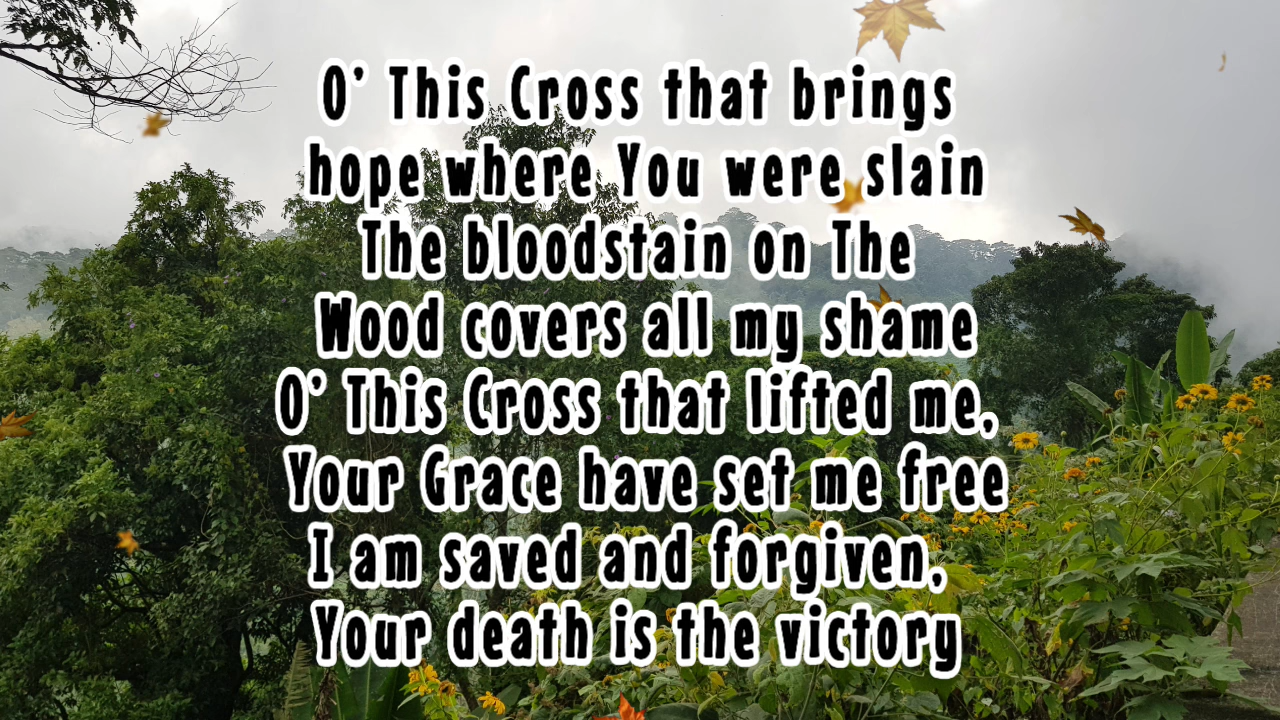 O' This Cross that brings
hope where You were slain
The bloodstain on The
Wood covers all my shame
O' This Cross that lifted me,
Your Grace have set me free
I am saved and forgiven,
Your death is the victory